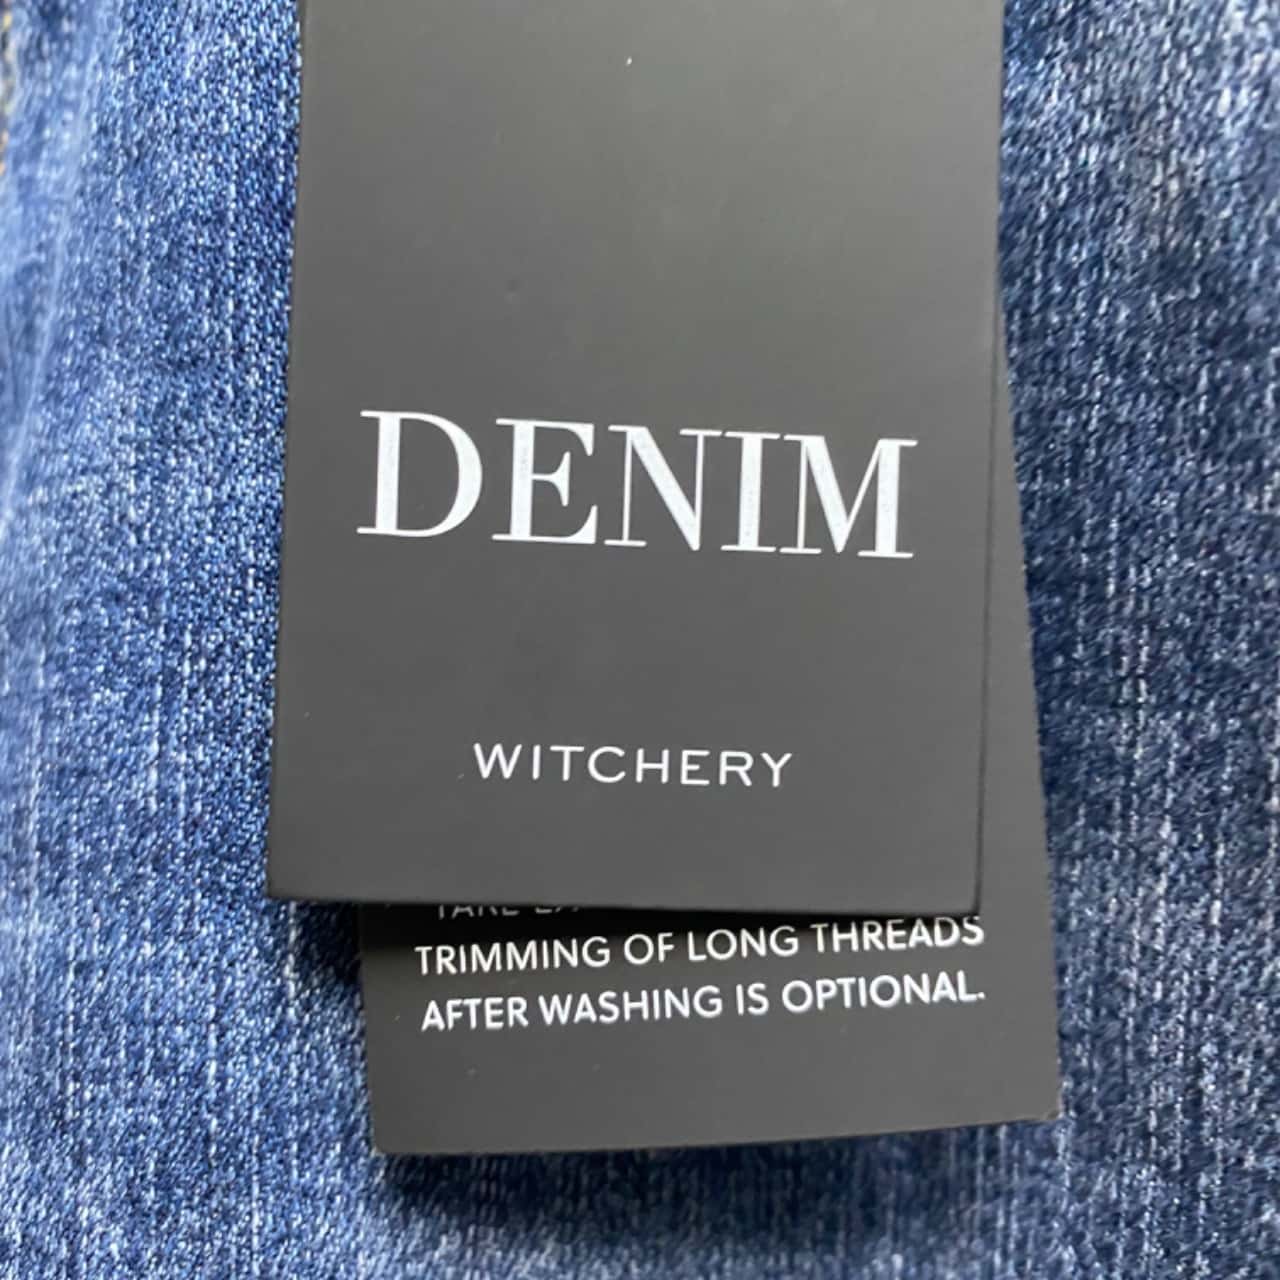 DENIM
WITCHERY
TRIMMING OF LONG THREADS
AFTER WASHING IS OPTIONAL.